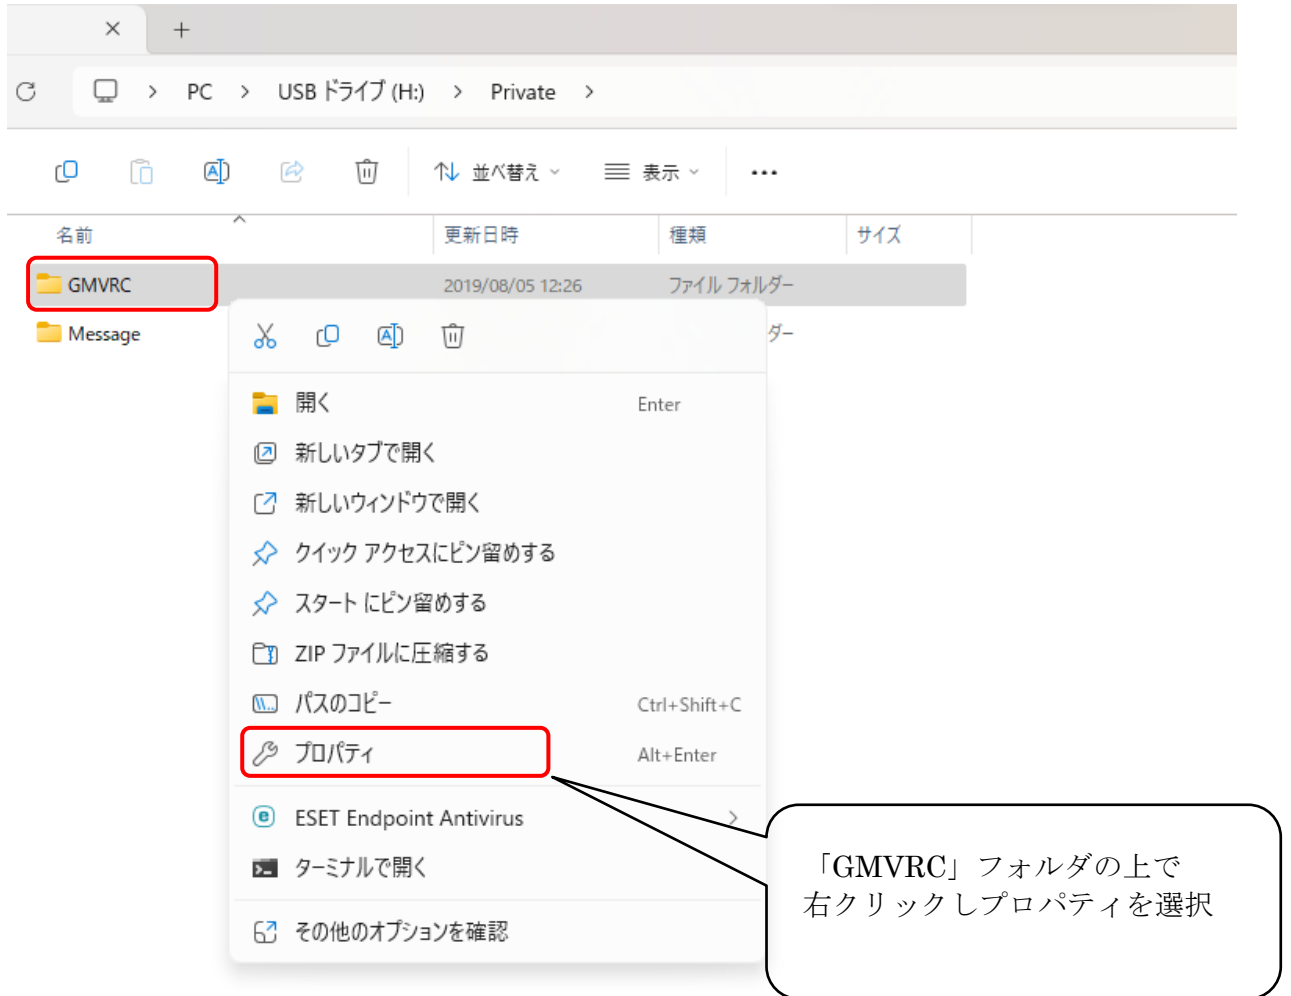 PC > USB ドライブ (H:) > Private >
並べ替え 表示 ...
名前 更新日時 種類 サイズ
GMVRC 2019/08/05 12:26 ファイル フォルダー
Message ダー
開く Enter
新しいタブで開く
新しいウィンドウで開く
クイック アクセスにピン留めする
スタート にピン留めする
ZIP ファイルに圧縮する
パスのコピー Ctrl+Shift+C
プロパティ Alt+Enter
ESET Endpoint Antivirus
ターミナルで開く
その他のオプションを確認
「GMVRC」フォルダの上で
右クリックしプロパティを選択